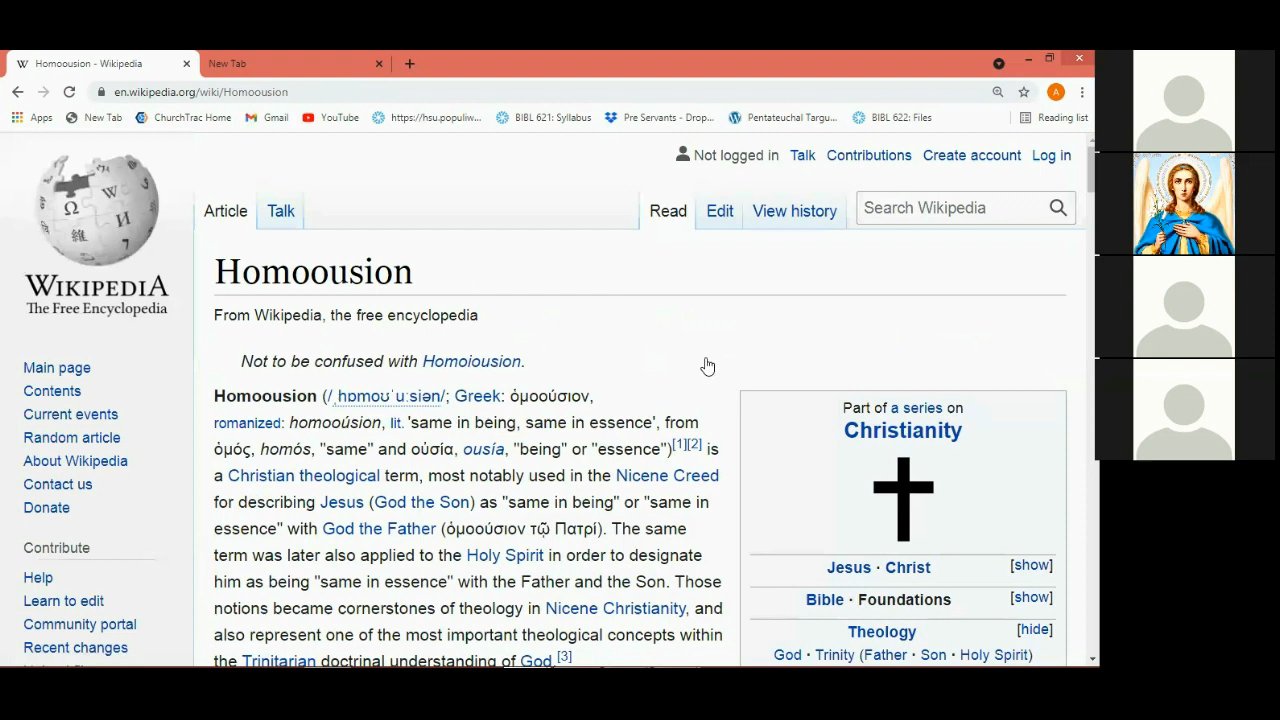 Homoousion - Wikipedia
New Tab
en.wikipedia.org/wiki/Homoousion
A
Apps
New Tab
ChurchTrac Home
Gmail
YouTube
https://hsu.populiw...
BIBL 621: Syllabus
Pre Servants - Drop...
Pentateuchal Targu...
BIBL 622: Files
Reading list
Not logged in Talk Contributions Create account Log in
Article Talk Read Edit View history Search Wikipedia
WIKIPEDIA
The Free Encyclopedia
Main page
Contents
Current events
Random article
About Wikipedia
Contact us
Donate
Contribute
Help
Learn to edit
Community portal
Recent changes
Homoousion
From Wikipedia, the free encyclopedia
Not to be confused with Homoiousion.
Homoousion (/ˌhɒmoʊˈuːsiən/; Greek: ὁμοούσιον,
romanized: homooúsion, lit. 'same in being, same in essence', from
ὁμός, homós, "same" and οὐσία, ousía, "being" or "essence")[1][2] is
a Christian theological term, most notably used in the Nicene Creed
for describing Jesus (God the Son) as "same in being" or "same in
essence" with God the Father (ὁμοούσιον τῷ Πατρί). The same
term was later also applied to the Holy Spirit in order to designate
him as being "same in essence" with the Father and the Son. Those
notions became cornerstones of theology in Nicene Christianity, and
also represent one of the most important theological concepts within
the Trinitarian doctrinal understanding of God.[3]
Part of a series on
Christianity
Jesus · Christ [show]
Bible · Foundations [show]
Theology [hide]
God · Trinity (Father · Son · Holy Spirit)